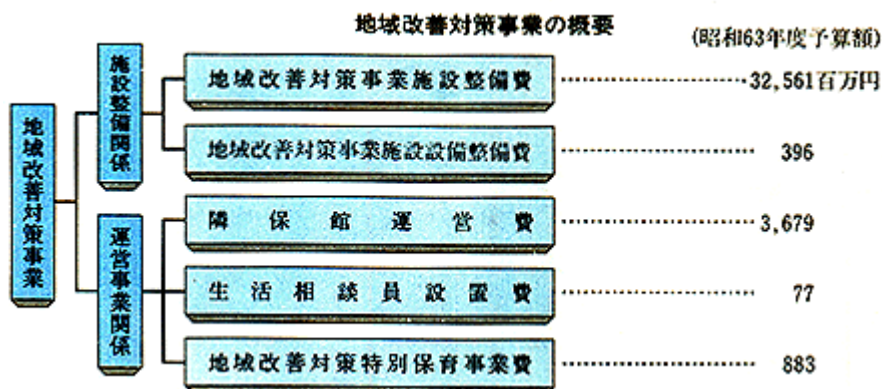 地域改善対策事業の概要
(昭和63年度予算額)
地域改善対策事業
施設整備関係
地域改善対策事業施設整備費 32,561百万円
地域改善対策事業施設設備整備費 396
運営事業関係
隣保館運営費 3,679
生活相談員設置費 77
地域改善対策特別保育事業費 883